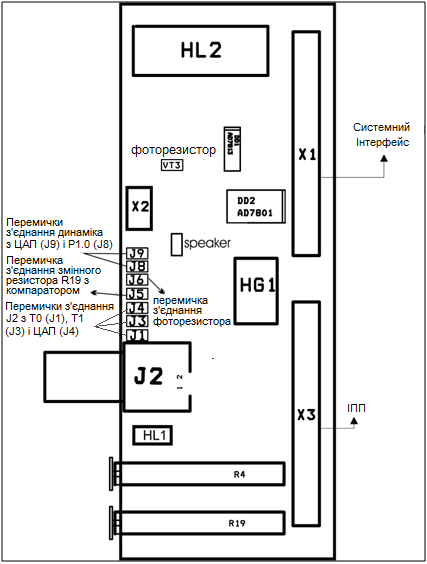 HL2
Системний
Інтерфейс
фоторезистор
VT3
DD1
AD7813
X1
X2
DD2
AD7801
Перемички
з'єднання динаміка
з ЦАП (J9) і P1.0 (J8)
speaker
J9
J8
J6
J5
J4
J3
J1
Перемичка
з'єднання змінного
резистора R19 з
компаратором
HG1
перемичка
з'єднання
фоторезистора
Перемички з'єднання
J2 з T0 (J1), T1
(J3) і ЦАП (J4)
J2
1 2
X3
ІПП
HL1
R4
R19